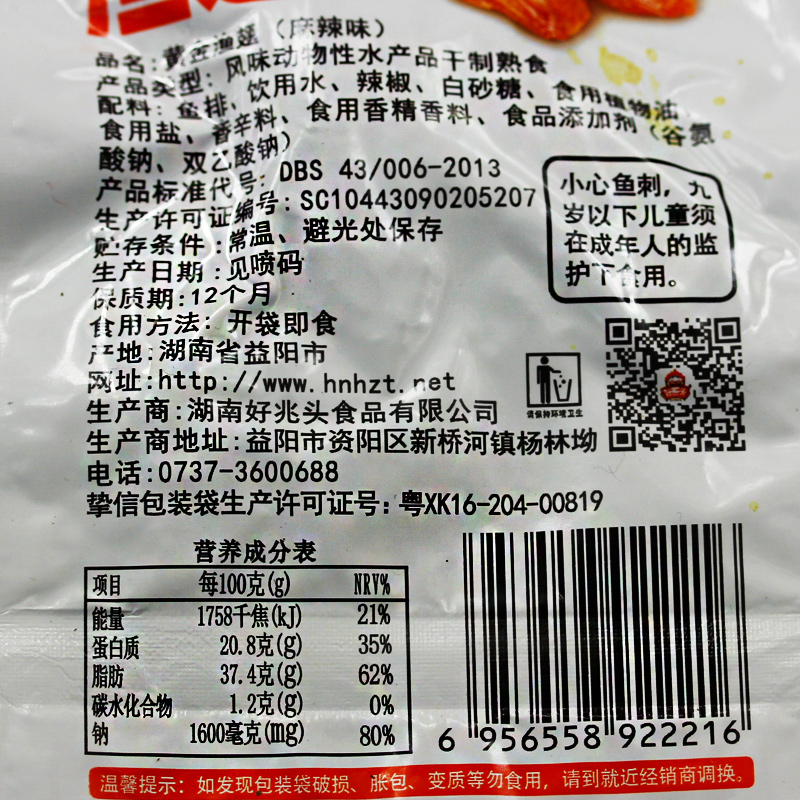 品名:黄金渔筵(麻辣味)
产品类型:风味动物性水产品干制熟食
配料:鱼排、饮用水、辣椒、白砂糖、食用植物油、
食用盐、香辛料、食用香精香料、食品添加剂(谷氨
酸钠、双乙酸钠)
产品标准代号:DBS 43/006-2013
生产许可证编号:SC10443090205207
贮存条件:常温、避光处保存
生产日期:见喷码
保质期:12个月
食用方法:开袋即食
产地:湖南省益阳市
网址:http://www.hnhzt.net
生产商:湖南好兆头食品有限公司
生产商地址:益阳市资阳区新桥河镇杨林坳
电话:0737-3600688
挚信包装袋生产许可证号:粤XK16-204-00819
小心鱼刺,九
岁以下儿童须
在成年人的监
护下食用。
请保持环境卫生
营养成分表
项目 每100克(g) NRV%
能量 1758千焦(kJ) 21%
蛋白质 20.8克(g) 35%
脂肪 37.4克(g) 62%
碳水化合物 1.2克(g) 0%
钠 1600毫克(mg) 80%
6 956558 922216
温馨提示:如发现包装袋破损、胀包、变质等勿食用,请到就近经销商调换。